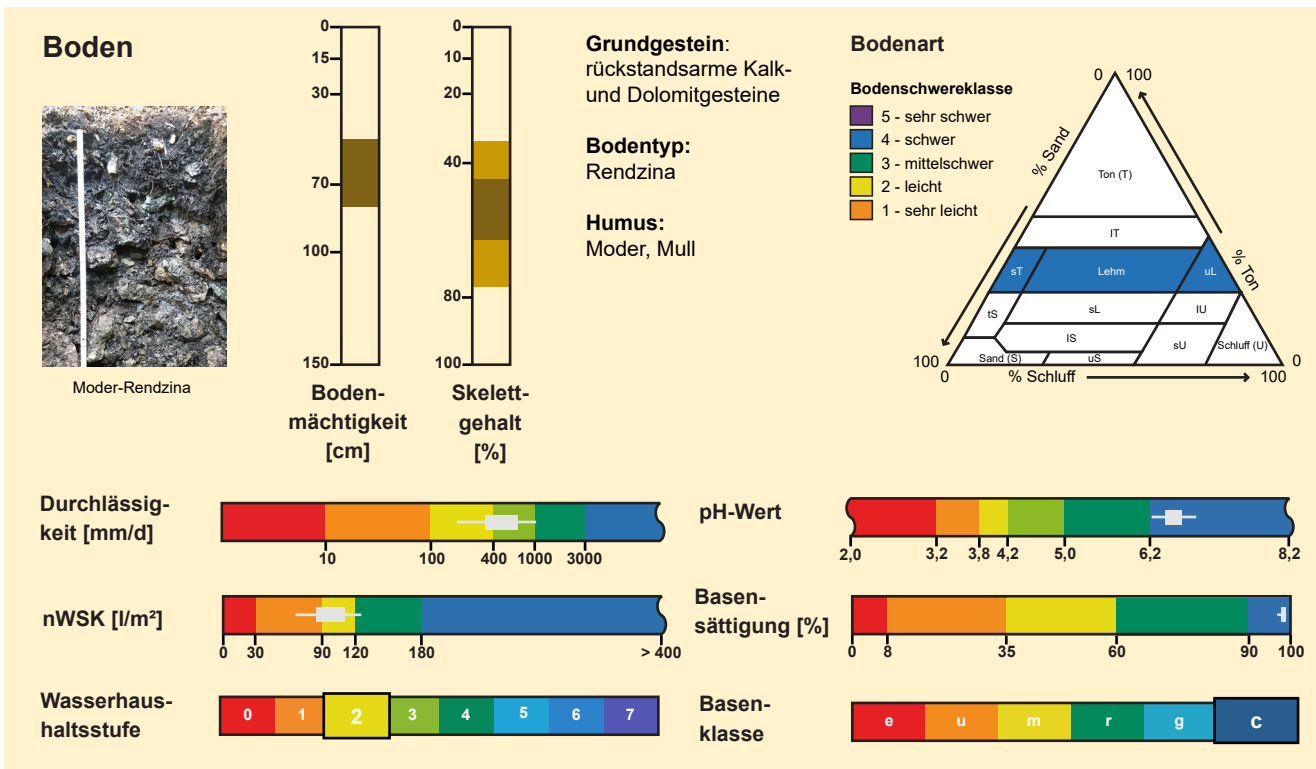 Boden
Moder-Rendzina
0
15
30
70
100
150
Boden-
mächtigkeit
[cm]
0
10
20
40
60
80
100
Skelett-
gehalt
[%]
Grundgestein:
rückstandsarme Kalk-
und Dolomitgesteine
Bodentyp:
Rendzina
Humus:
Moder, Mull
Bodenart
Bodenschwereklasse
5 - sehr schwer
4 - schwer
3 - mittelschwer
2 - leicht
1 - sehr leicht
0 100
% Sand
% Ton
Ton (T)
lT
sT Lehm uL
tS sL lU
lS
Sand (S) uS sU Schluff (U)
100 0
0 % Schluff 100
Durchlässig-
keit [mm/d]
10 100 400 1000 3000
pH-Wert
2,0 3,2 3,8 4,2 5,0 6,2 8,2
nWSK [l/m²]
0 30 90 120 180 > 400
Basen-
sättigung [%]
0 8 35 60 90 100
Wasserhaus-
haltsstufe
0 1 2 3 4 5 6 7
Basen-
klasse
e u m r g c